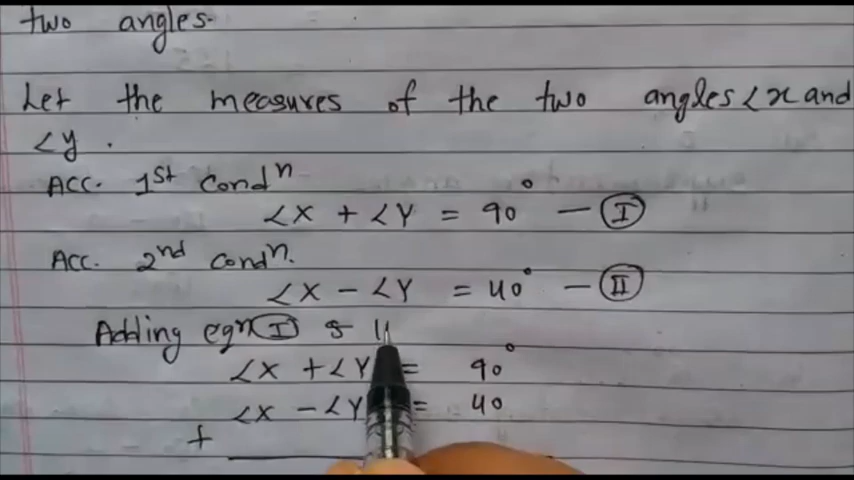 two angles.
Let the measures of the two angles ∠x and
∠y .
Acc. 1st condn
∠X + ∠Y = 90° — I
Acc. 2nd condn.
∠X - ∠Y = 40° — II
Adding eqn I & II
∠X + ∠Y = 90°
∠X - ∠Y = 40
+